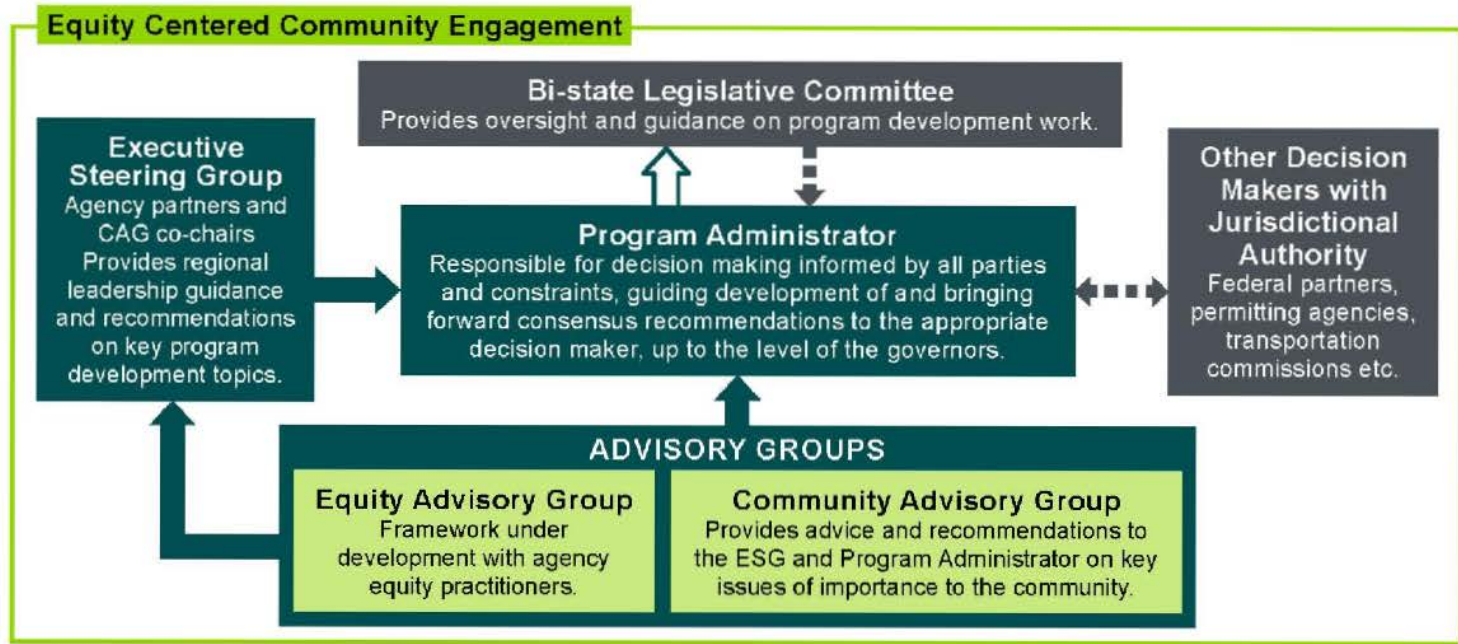 Equity Centered Community Engagement
Bi-state Legislative Committee
Provides oversight and guidance on program development work.
Executive
Steering Group
Agency partners and
CAG co-chairs
Provides regional
leadership guidance
and recommendations
on key program
development topics.
Program Administrator
Responsible for decision making informed by all parties
and constraints, guiding development of and bringing
forward consensus recommendations to the appropriate
decision maker, up to the level of the governors.
Other Decision
Makers with
Jurisdictional
Authority
Federal partners,
permitting agencies,
transportation
commissions etc.
ADVISORY GROUPS
Equity Advisory Group
Framework under
development with agency
equity practitioners.
Community Advisory Group
Provides advice and recommendations to
the ESG and Program Administrator on key
issues of importance to the community.